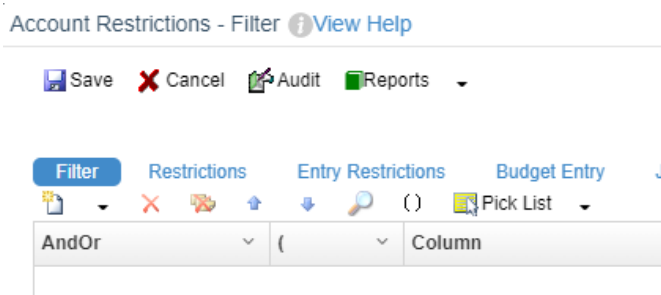 Account Restrictions - Filter View Help
Save Cancel Audit Reports
Filter Restrictions Entry Restrictions Budget Entry
( ) Pick List
AndOr ( Column